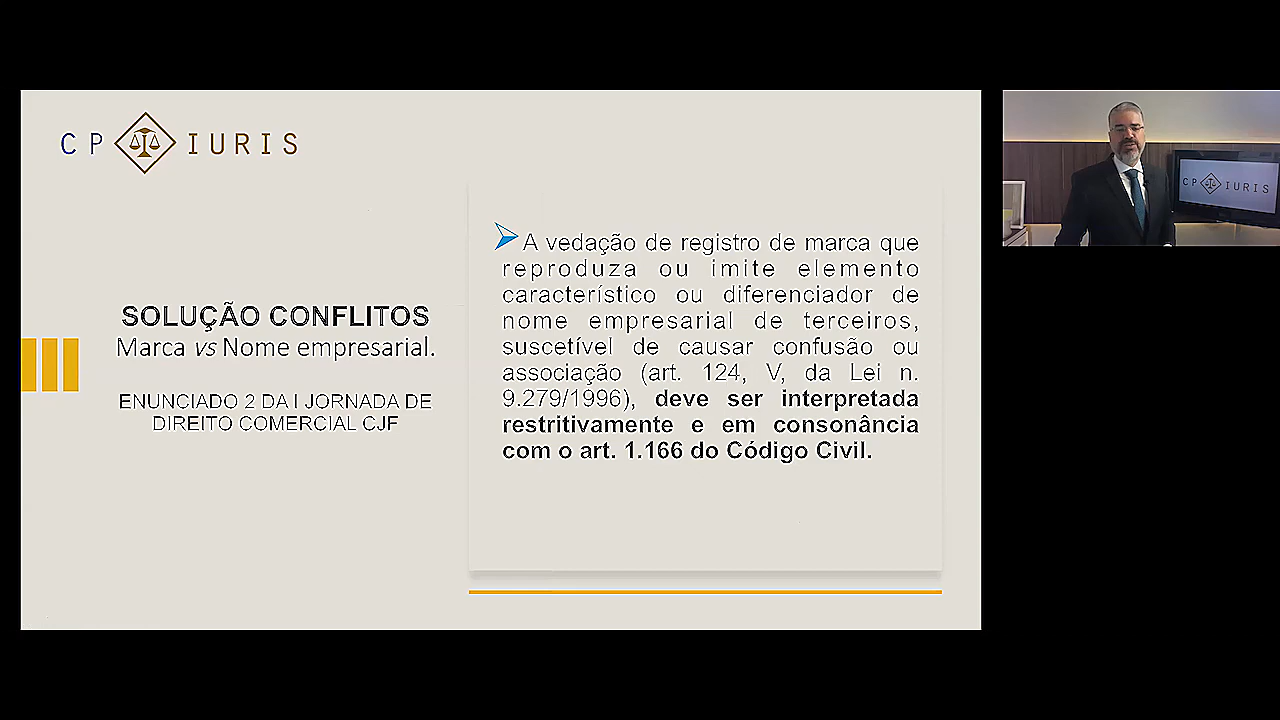 CP IURIS
SOLUÇÃO CONFLITOS
Marca vs Nome empresarial.
ENUNCIADO 2 DA I JORNADA DE
DIREITO COMERCIAL CJF
A vedação de registro de marca que
reproduza ou imite elemento
característico ou diferenciador de
nome empresarial de terceiros,
suscetível de causar confusão ou
associação (art. 124, V, da Lei n.
9.279/1996), deve ser interpretada
restritivamente e em consonância
com o art. 1.166 do Código Civil.
CP IURIS